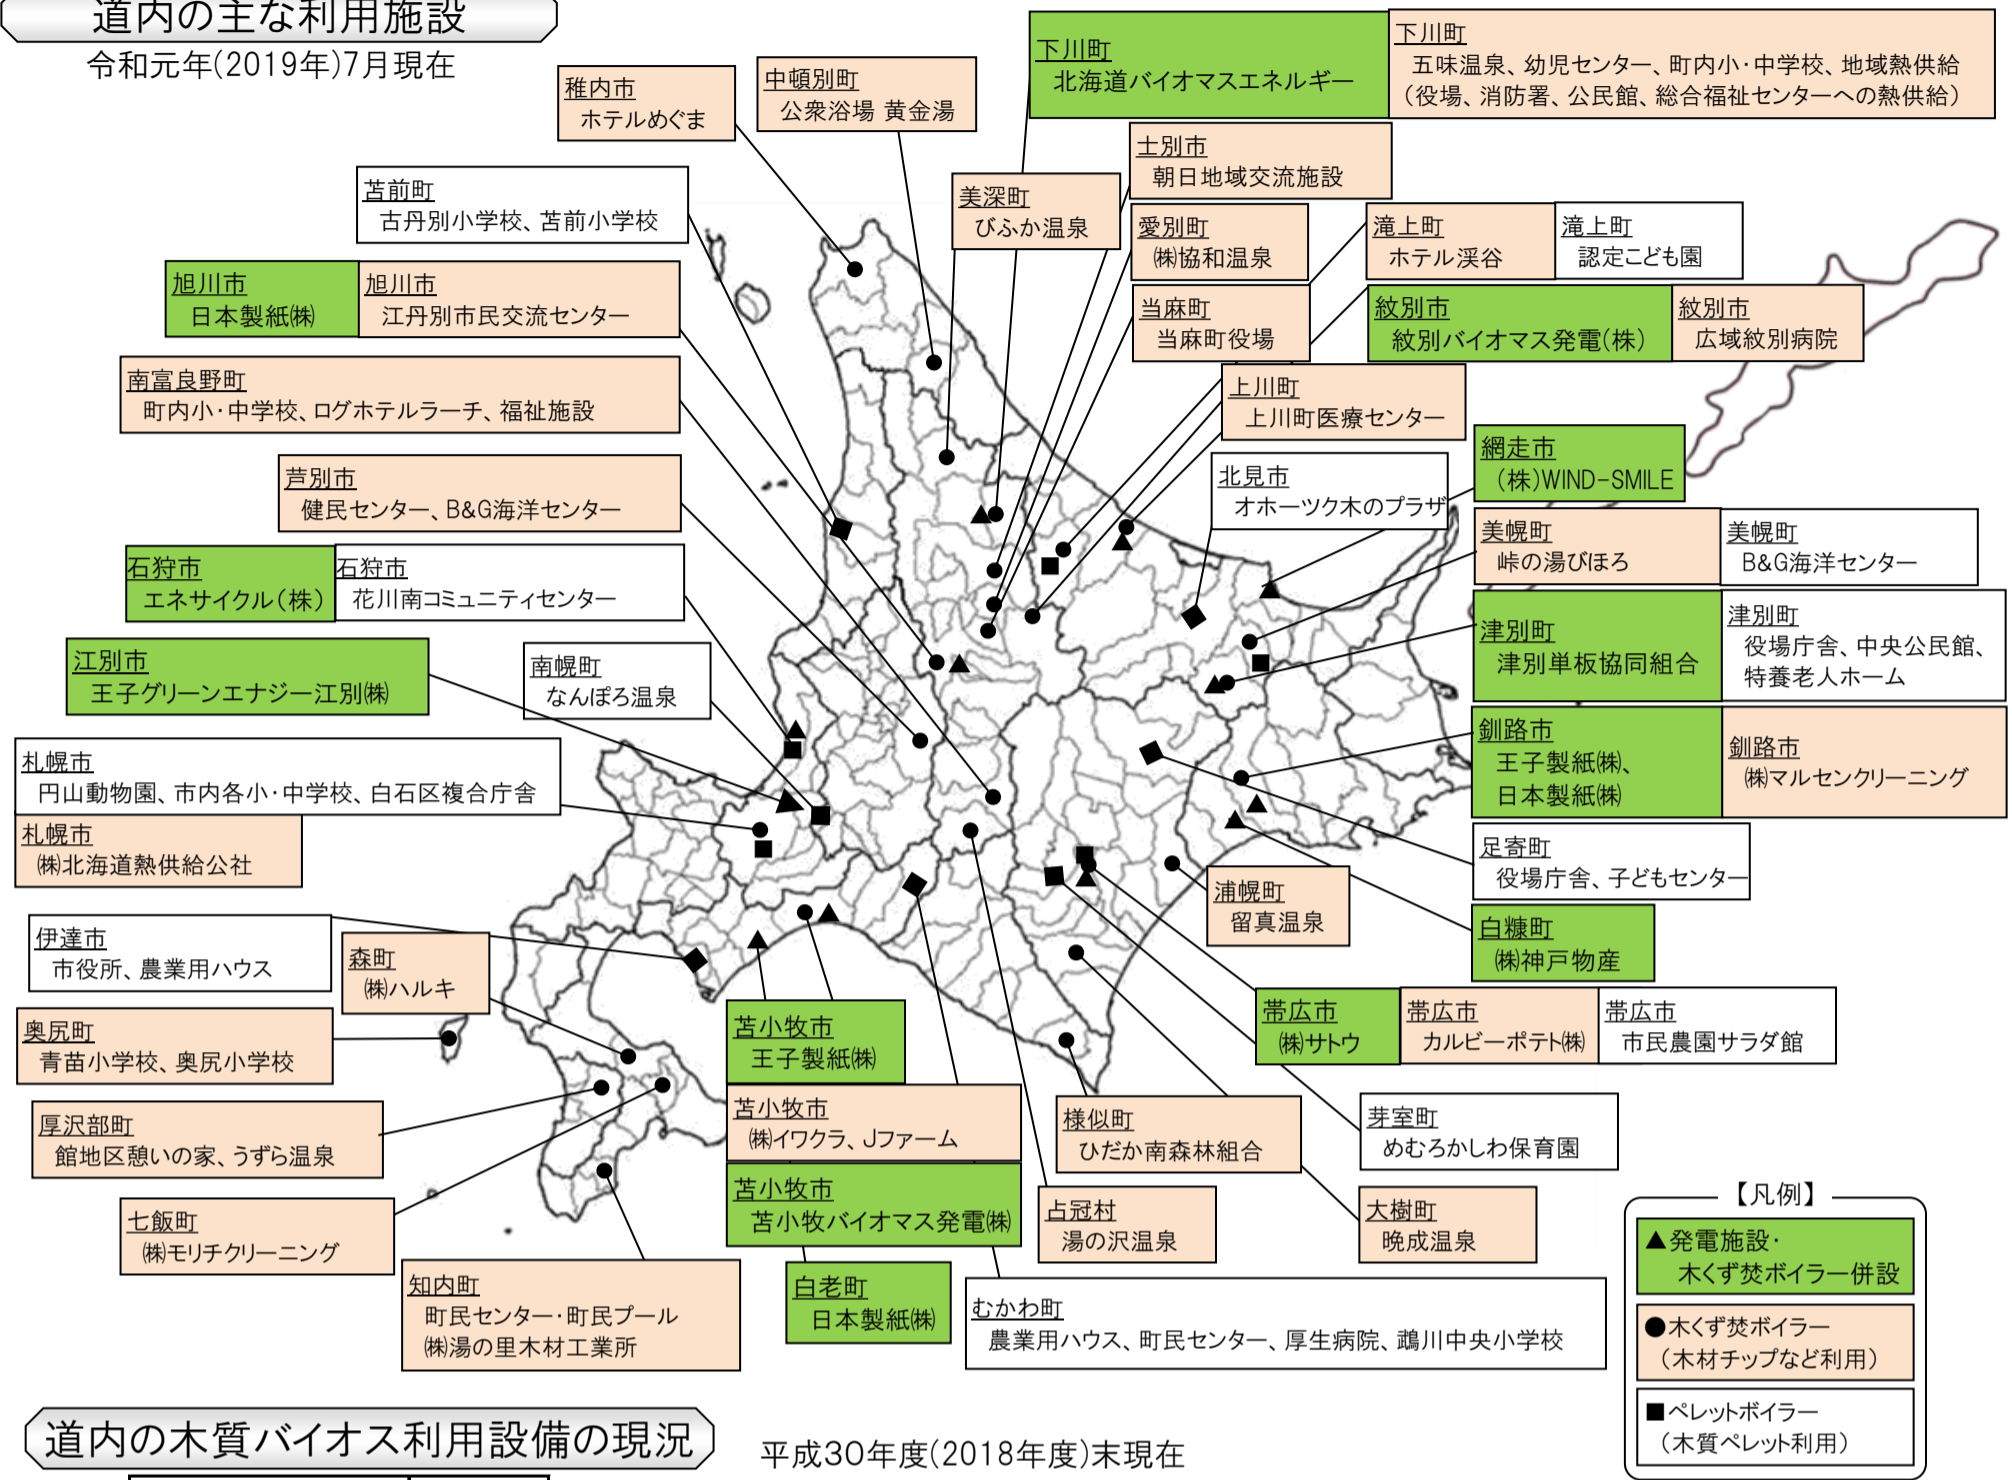 道内の主な利用施設
令和元年(2019年)7月現在
稚内市
ホテルめぐま
中頓別町
公衆浴場 黄金湯
下川町
北海道バイオマスエネルギー
下川町
五味温泉、幼児センター、町内小・中学校、地域熱供給
（役場、消防署、公民館、総合福祉センターへの熱供給）
士別市
朝日地域交流施設
苫前町
古丹別小学校、苫前小学校
美深町
びふか温泉
愛別町
㈱協和温泉
滝上町
ホテル渓谷
滝上町
認定こども園
旭川市
日本製紙㈱
旭川市
江丹別市民交流センター
当麻町
当麻町役場
紋別市
紋別バイオマス発電(株)
紋別市
広域紋別病院
南富良野町
町内小・中学校、ログホテルラーチ、福祉施設
上川町
上川町医療センター
芦別市
健民センター、B&G海洋センター
北見市
オホーツク木のプラザ
網走市
(株)WIND-SMILE
美幌町
峠の湯びほろ
美幌町
B&G海洋センター
石狩市
エネサイクル(株)
石狩市
花川南コミュニティセンター
津別町
津別単板協同組合
津別町
役場庁舎、中央公民館、
特養老人ホーム
江別市
王子グリーンエナジー江別㈱
南幌町
なんぽろ温泉
釧路市
王子製紙㈱、
日本製紙㈱
釧路市
㈱マルセンクリーニング
札幌市
円山動物園、市内各小・中学校、白石区複合庁舎
札幌市
㈱北海道熱供給公社
足寄町
役場庁舎、子どもセンター
浦幌町
留真温泉
白糠町
㈱神戸物産
伊達市
市役所、農業用ハウス
森町
㈱ハルキ
帯広市
㈱サトウ
帯広市
カルビーポテト㈱
帯広市
市民農園サラダ館
奥尻町
青苗小学校、奥尻小学校
苫小牧市
王子製紙㈱
苫小牧市
㈱イワクラ、Jファーム
苫小牧市
苫小牧バイオマス発電㈱
様似町
ひだか南森林組合
芽室町
めむろかしわ保育園
厚沢部町
館地区憩いの家、うずら温泉
七飯町
㈱モリチクリーニング
占冠村
湯の沢温泉
大樹町
晩成温泉
知内町
町民センター・町民プール
㈱湯の里木材工業所
白老町
日本製紙㈱
むかわ町
農業用ハウス、町民センター、厚生病院、鵡川中央小学校
【凡例】
▲発電施設・
木くず焚ボイラー併設
●木くず焚ボイラー
（木材チップなど利用）
■ペレットボイラー
（木質ペレット利用）
道内の木質バイオス利用設備の現況
平成30年度(2018年度)末現在